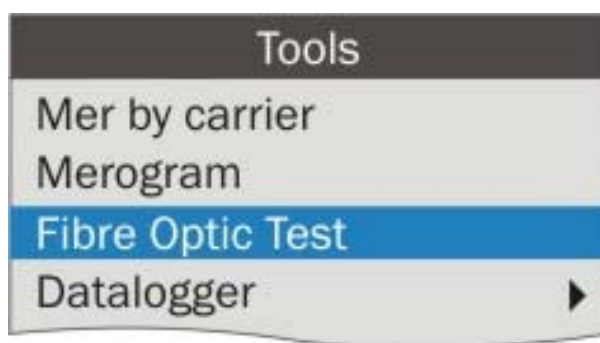 Tools
Mer by carrier
Merogram
Fibre Optic Test
Datalogger